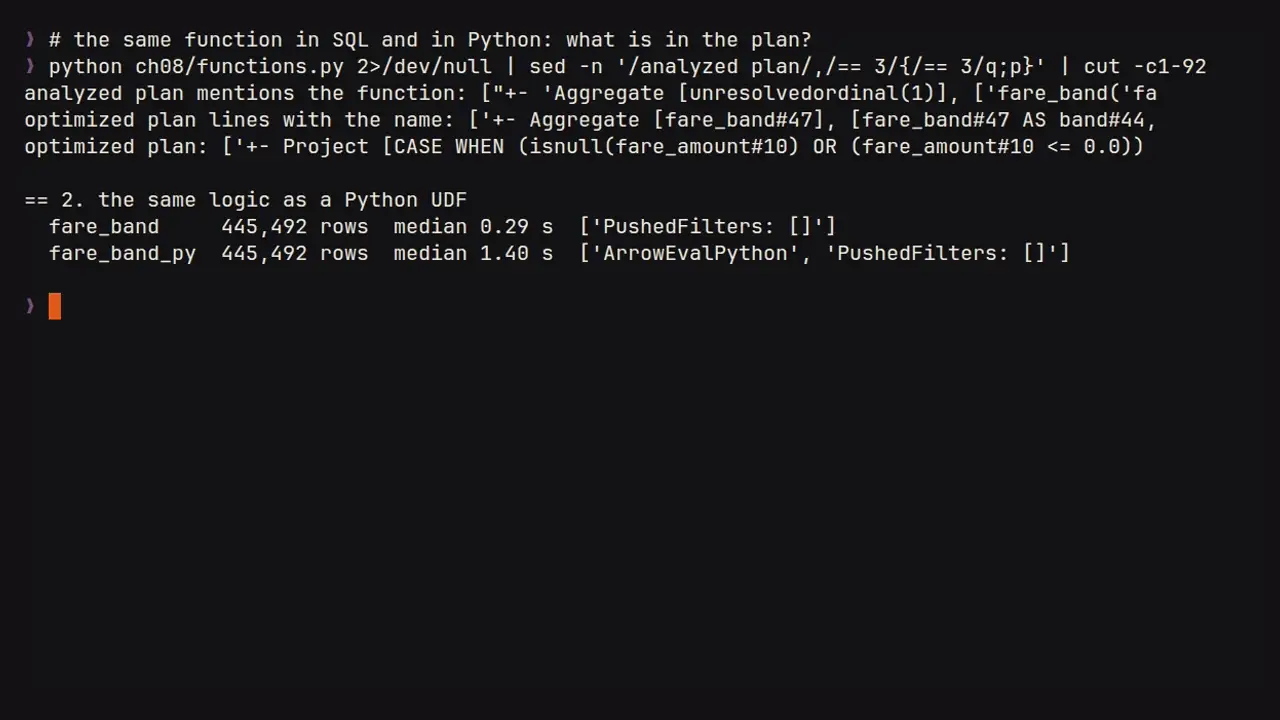 ❯ # the same function in SQL and in Python: what is in the plan?
❯ python ch08/functions.py 2>/dev/null | sed -n '/analyzed plan/,/== 3/{/== 3/q;p}' | cut -c1-92
analyzed plan mentions the function: ["+- 'Aggregate [unresolvedordinal(1)], ['fare_band('fa
optimized plan lines with the name: ['+- Aggregate [fare_band#47], [fare_band#47 AS band#44,
optimized plan: ['+- Project [CASE WHEN (isnull(fare_amount#10) OR (fare_amount#10 <= 0.0))
== 2. the same logic as a Python UDF
fare_band     445,492 rows  median 0.29 s  ['PushedFilters: []']
fare_band_py  445,492 rows  median 1.40 s  ['ArrowEvalPython', 'PushedFilters: []']
❯